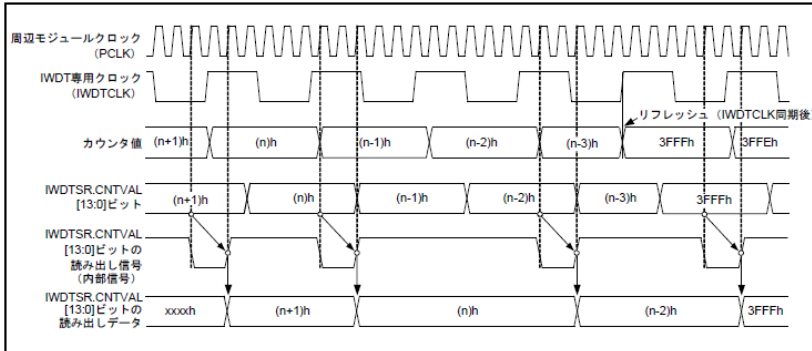 周辺モジュールクロック
(PCLK)
IWDT専用クロック
(IWDTCLK)
リフレッシュ（IWDTCLK同期後）
カウンタ値
(n+1)h
(n)h
(n-1)h
(n-2)h
(n-3)h
3FFFh
3FFEh
IWDTSR.CNTVAL
[13:0]ビット
(n+1)h
(n)h
(n-1)h
(n-2)h
(n-3)h
3FFFh
IWDTSR.CNTVAL
[13:0]ビットの
読み出し信号
(内部信号)
IWDTSR.CNTVAL
[13:0]ビットの
読み出しデータ
xxxxh
(n+1)h
(n)h
(n-2)h
3FFFh